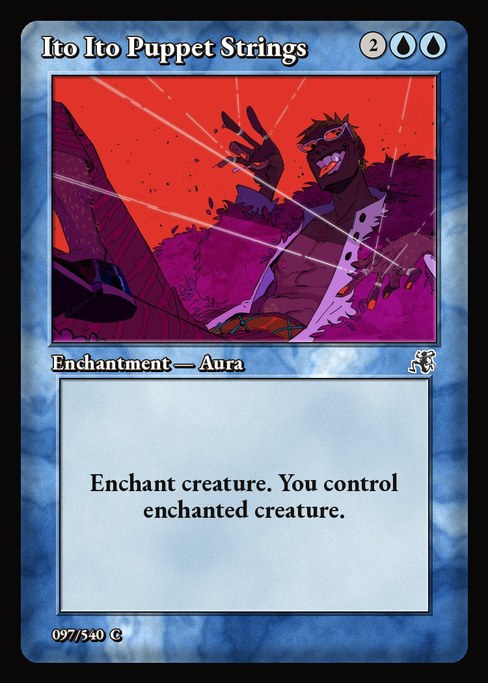 Ito Ito Puppet Strings 2
Enchantment — Aura
Enchant creature. You control
enchanted creature.
097/540 C